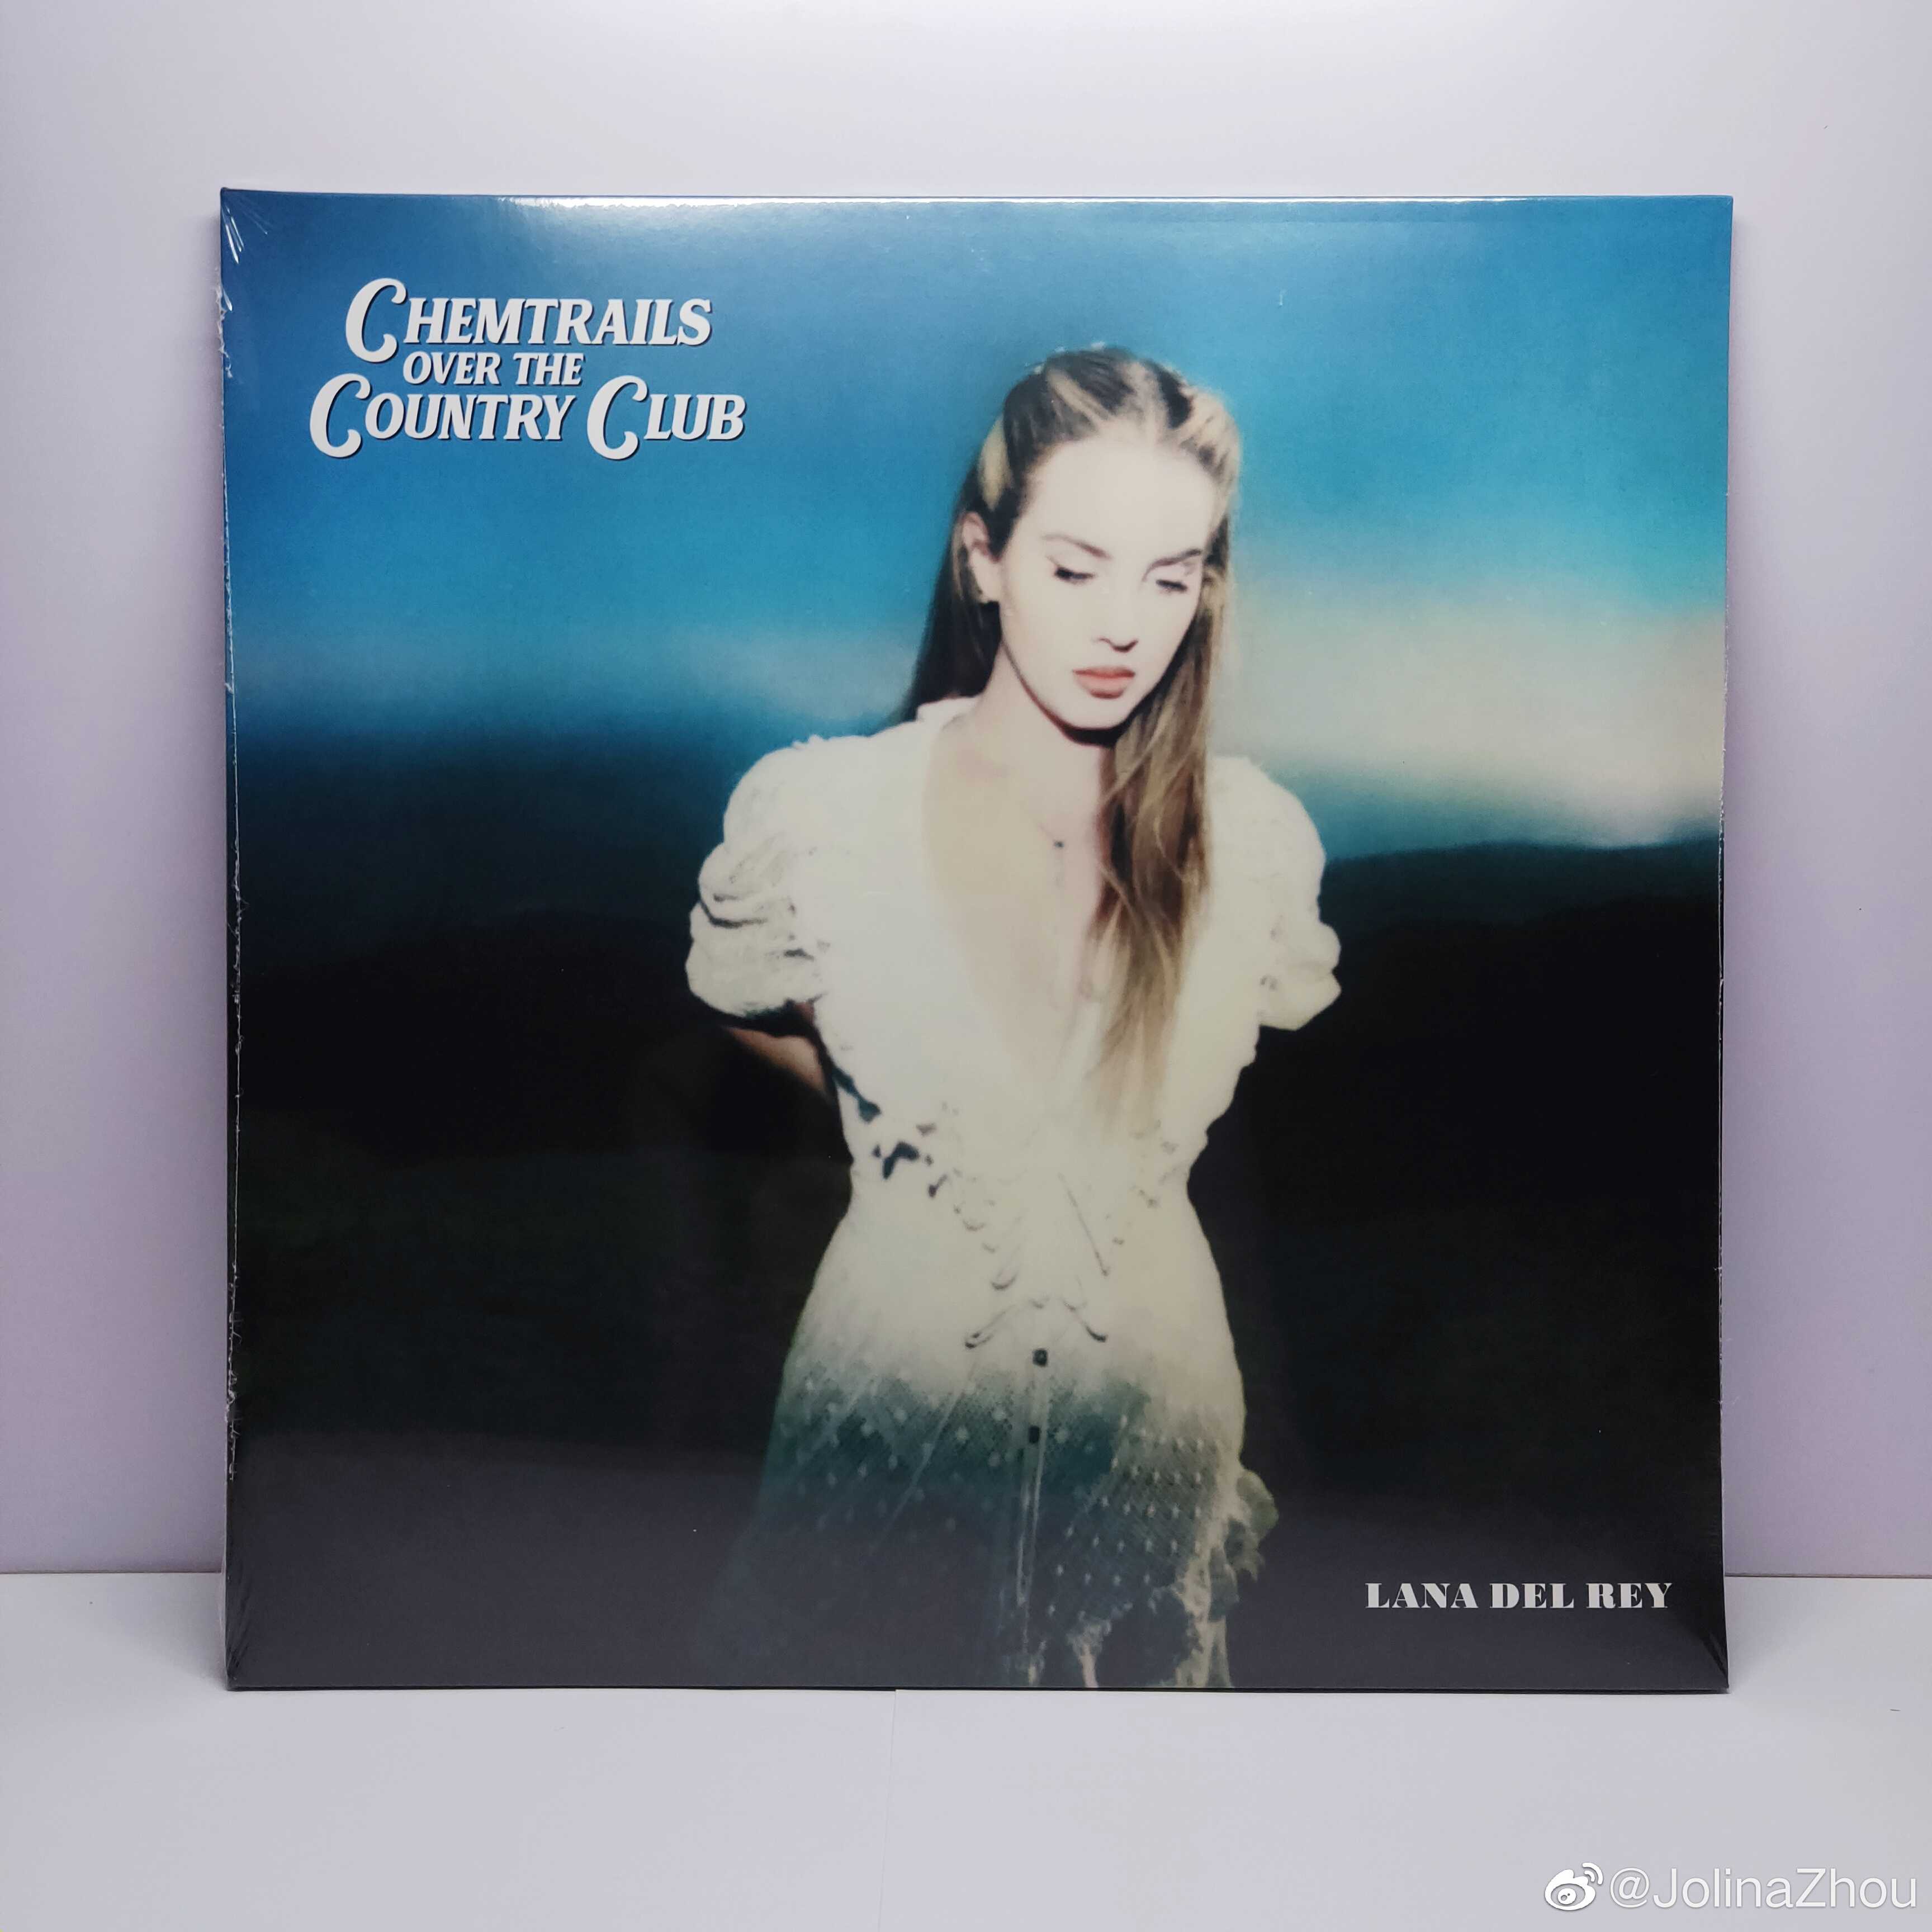 CHEMTRAILS
OVER THE
COUNTRY CLUB
LANA DEL REY
@JolinaZhou